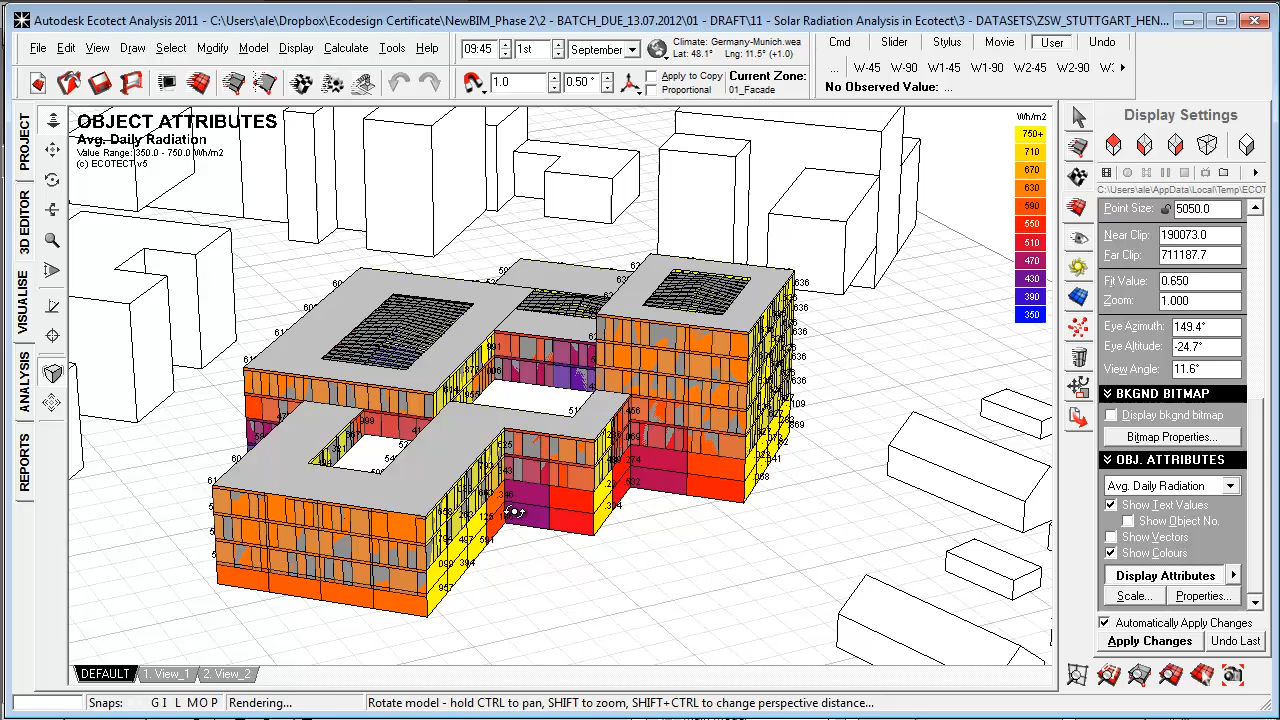 Autodesk Ecotect Analysis 2011 - C:\Users\ale\Dropbox\Ecodesign Certificate\NewBIM_Phase 2\2 - BATCH_DUE_13.07.2012\01 - DRAFT\11 - Solar Radiation Analysis in Ecotect\3 - DATASETS\ZSW_STUTTGART_HEN...
File Edit View Draw Select Modify Model Display Calculate Tools Help
09:45 1st September
Climate: Germany-Munich.wea
Lat: 48.1° Lng: 11.5° (+1.0)
Cmd Slider Stylus Movie User Undo
... W-45 W-90 W1-45 W1-90 W2-45 W2-90
1.0 0.50 °
Apply to Copy
Proportional
Current Zone:
01_Facade
No Observed Value: ...
PROJECT
3D EDITOR
VISUALISE
ANALYSIS
REPORTS
OBJECT ATTRIBUTES
Avg. Daily Radiation
Value Range: 350.0 - 750.0 Wh/m2
(c) ECOTECT v5
Wh/m2
750+
710
670
630
590
550
510
470
430
390
350
Display Settings
C:\Users\ale\AppData\Local\Temp\ECOT
Point Size: 5050.0
Near Clip: 190073.0
Far Clip: 711187.7
Fit Value: 0.650
Zoom: 1.000
Eye Azimuth: 149.4°
Eye Altitude: -24.7°
View Angle: 11.6°
BKGND BITMAP
Display bkgnd bitmap
Bitmap Properties...
OBJ. ATTRIBUTES
Avg. Daily Radiation
Show Text Values
Show Object No.
Show Vectors
Show Colours
Display Attributes
Scale... Properties...
Automatically Apply Changes
Apply Changes Undo Last
DEFAULT 1. View_1 2. View_2
Snaps: G I L M O P Rendering... Rotate model - hold CTRL to pan, SHIFT to zoom, SHIFT+CTRL to change perspective distance...